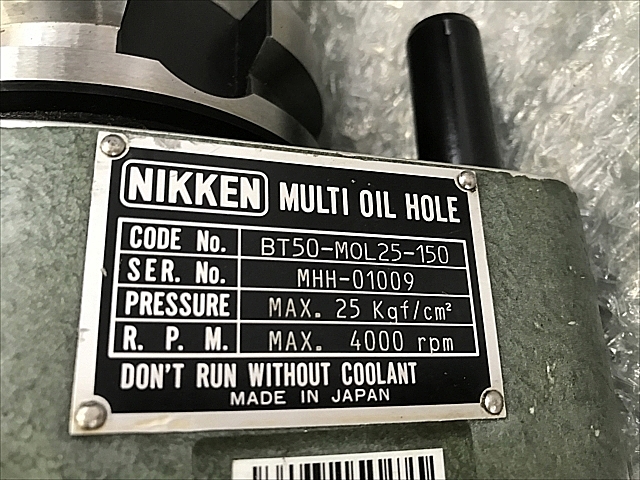 NIKKEN MULTI OIL HOLE
CODE No. BT50-MOL25-150
SER. No. MHH-01009
PRESSURE MAX. 25 Kgf/cm²
R. P. M. MAX. 4000 rpm
DON'T RUN WITHOUT COOLANT
MADE IN JAPAN